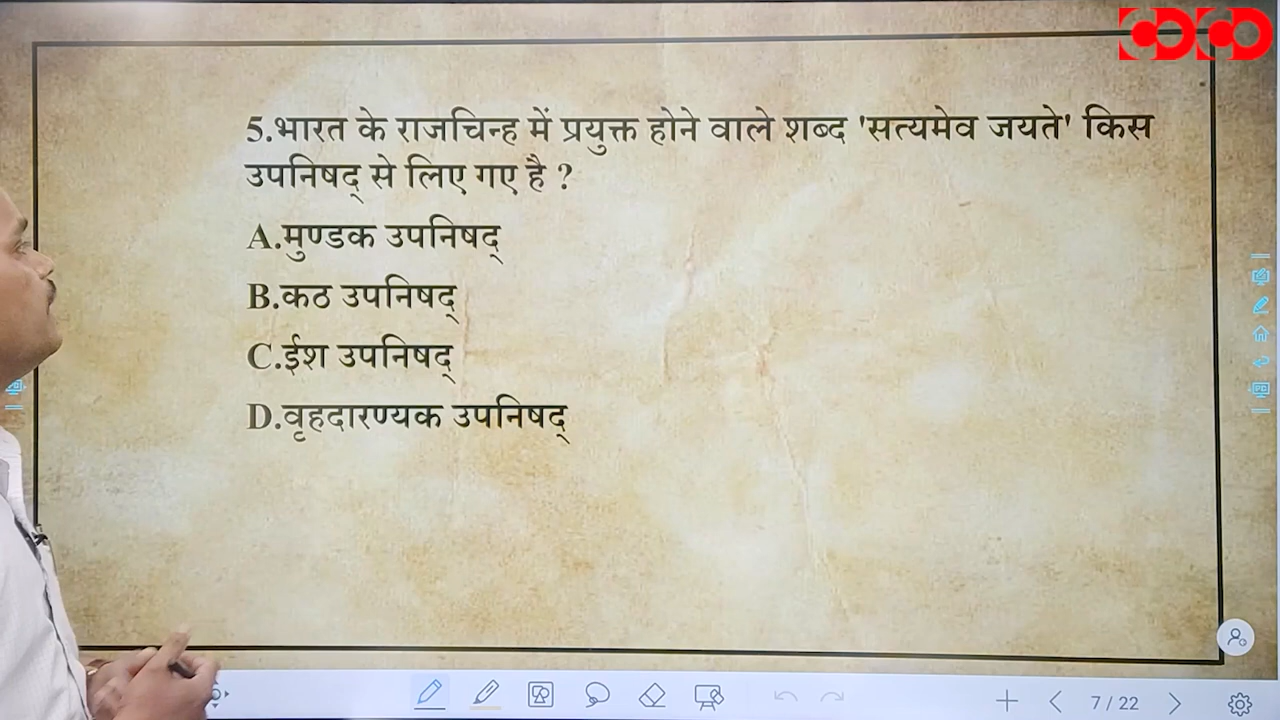 5.भारत के राजचिन्ह में प्रयुक्त होने वाले शब्द 'सत्यमेव जयते' किस
उपनिषद् से लिए गए है ?
A.मुण्डक उपनिषद्
B.कठ उपनिषद्
C.ईश उपनिषद्
D.वृहदारण्यक उपनिषद्
7 / 22